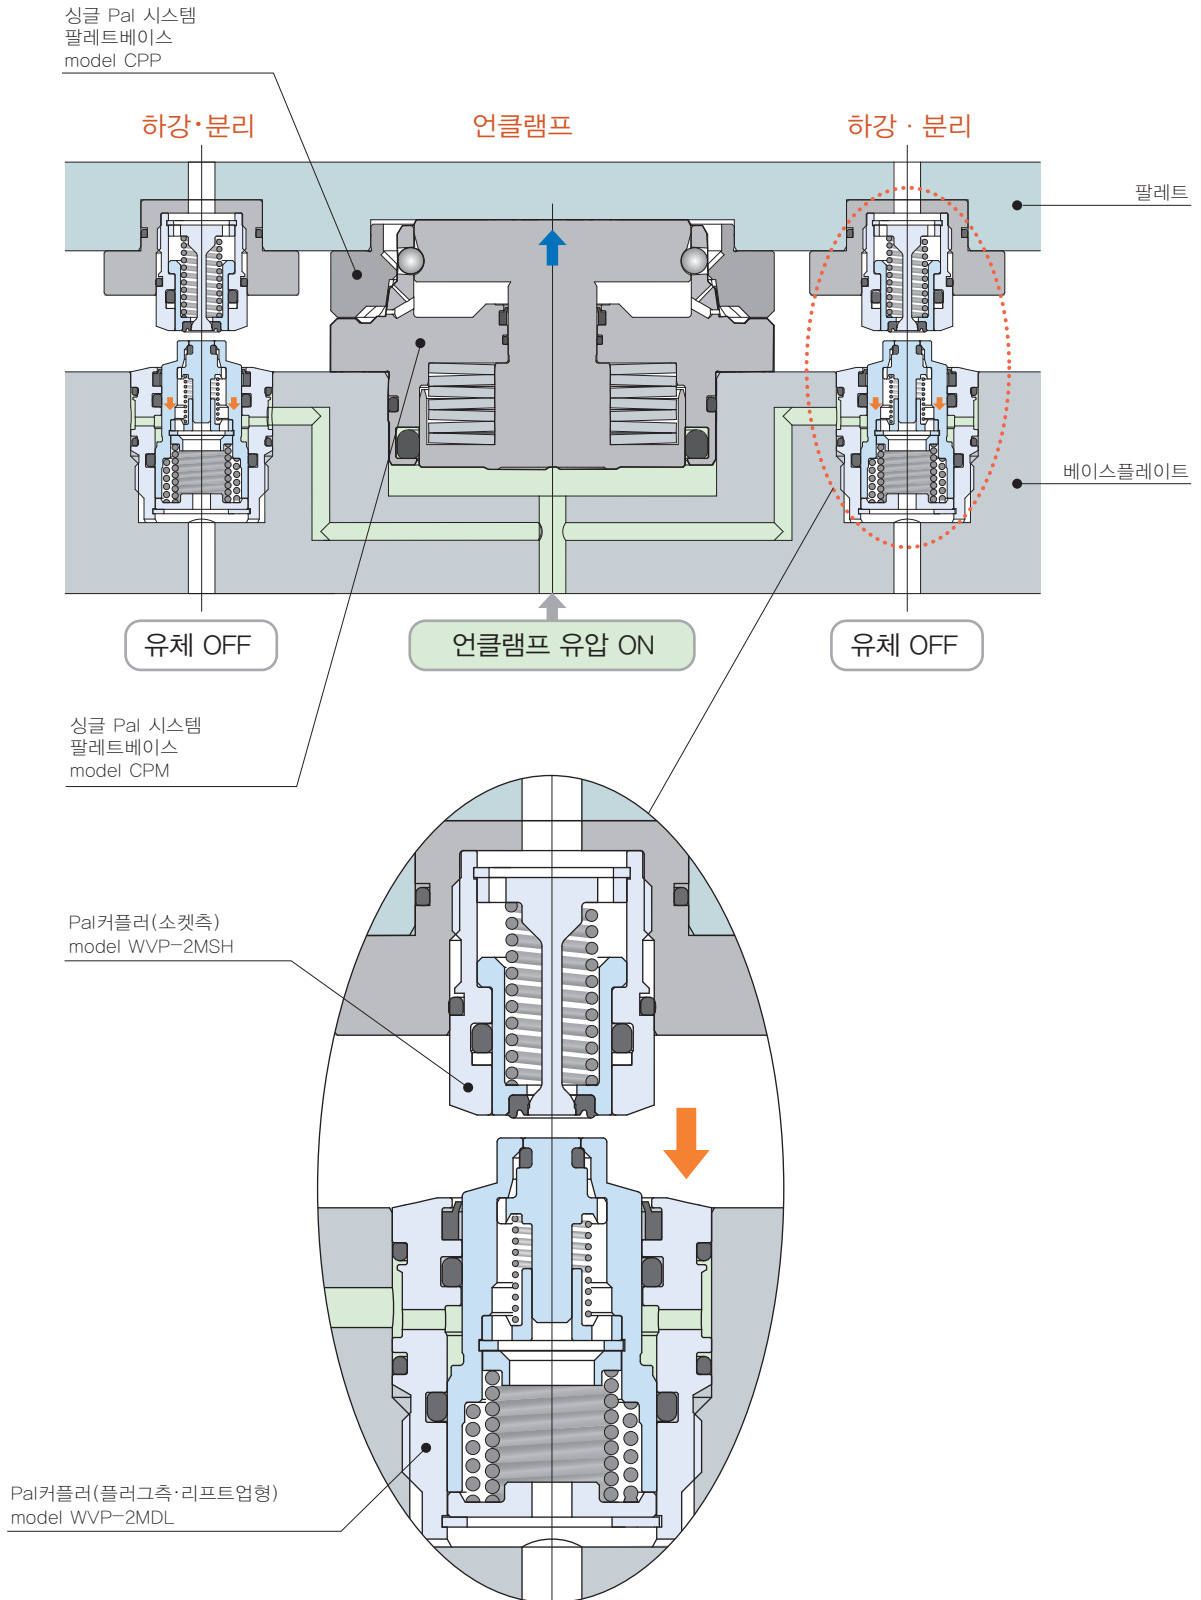 싱글 Pal 시스템
팔레트베이스
model CPP
하강·분리
언클램프
하강 · 분리
팔레트
베이스플레이트
유체 OFF
언클램프 유압 ON
유체 OFF
싱글 Pal 시스템
팔레트베이스
model CPM
Pal커플러(소켓측)
model WVP-2MSH
Pal커플러(플러그측·리프트업형)
model WVP-2MDL